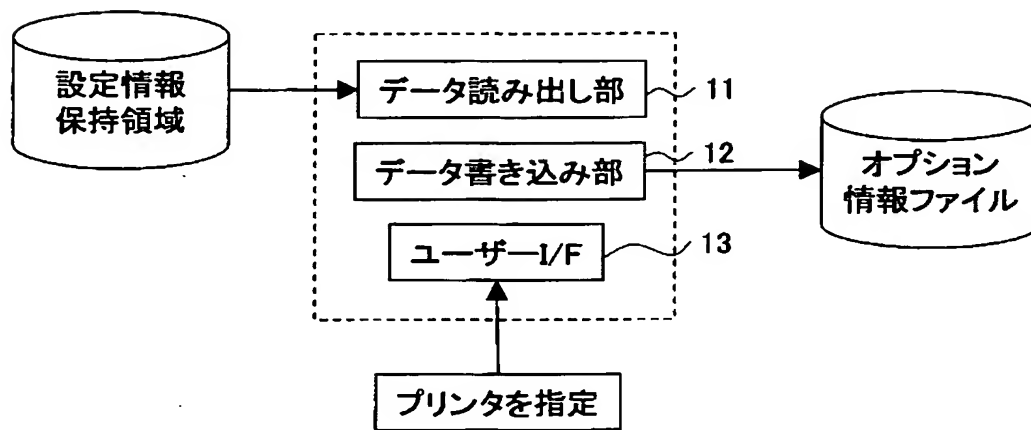 設定情報
保持領域
データ読み出し部
11
データ書き込み部
12
ユーザーI/F
13
オプション
情報ファイル
プリンタを指定